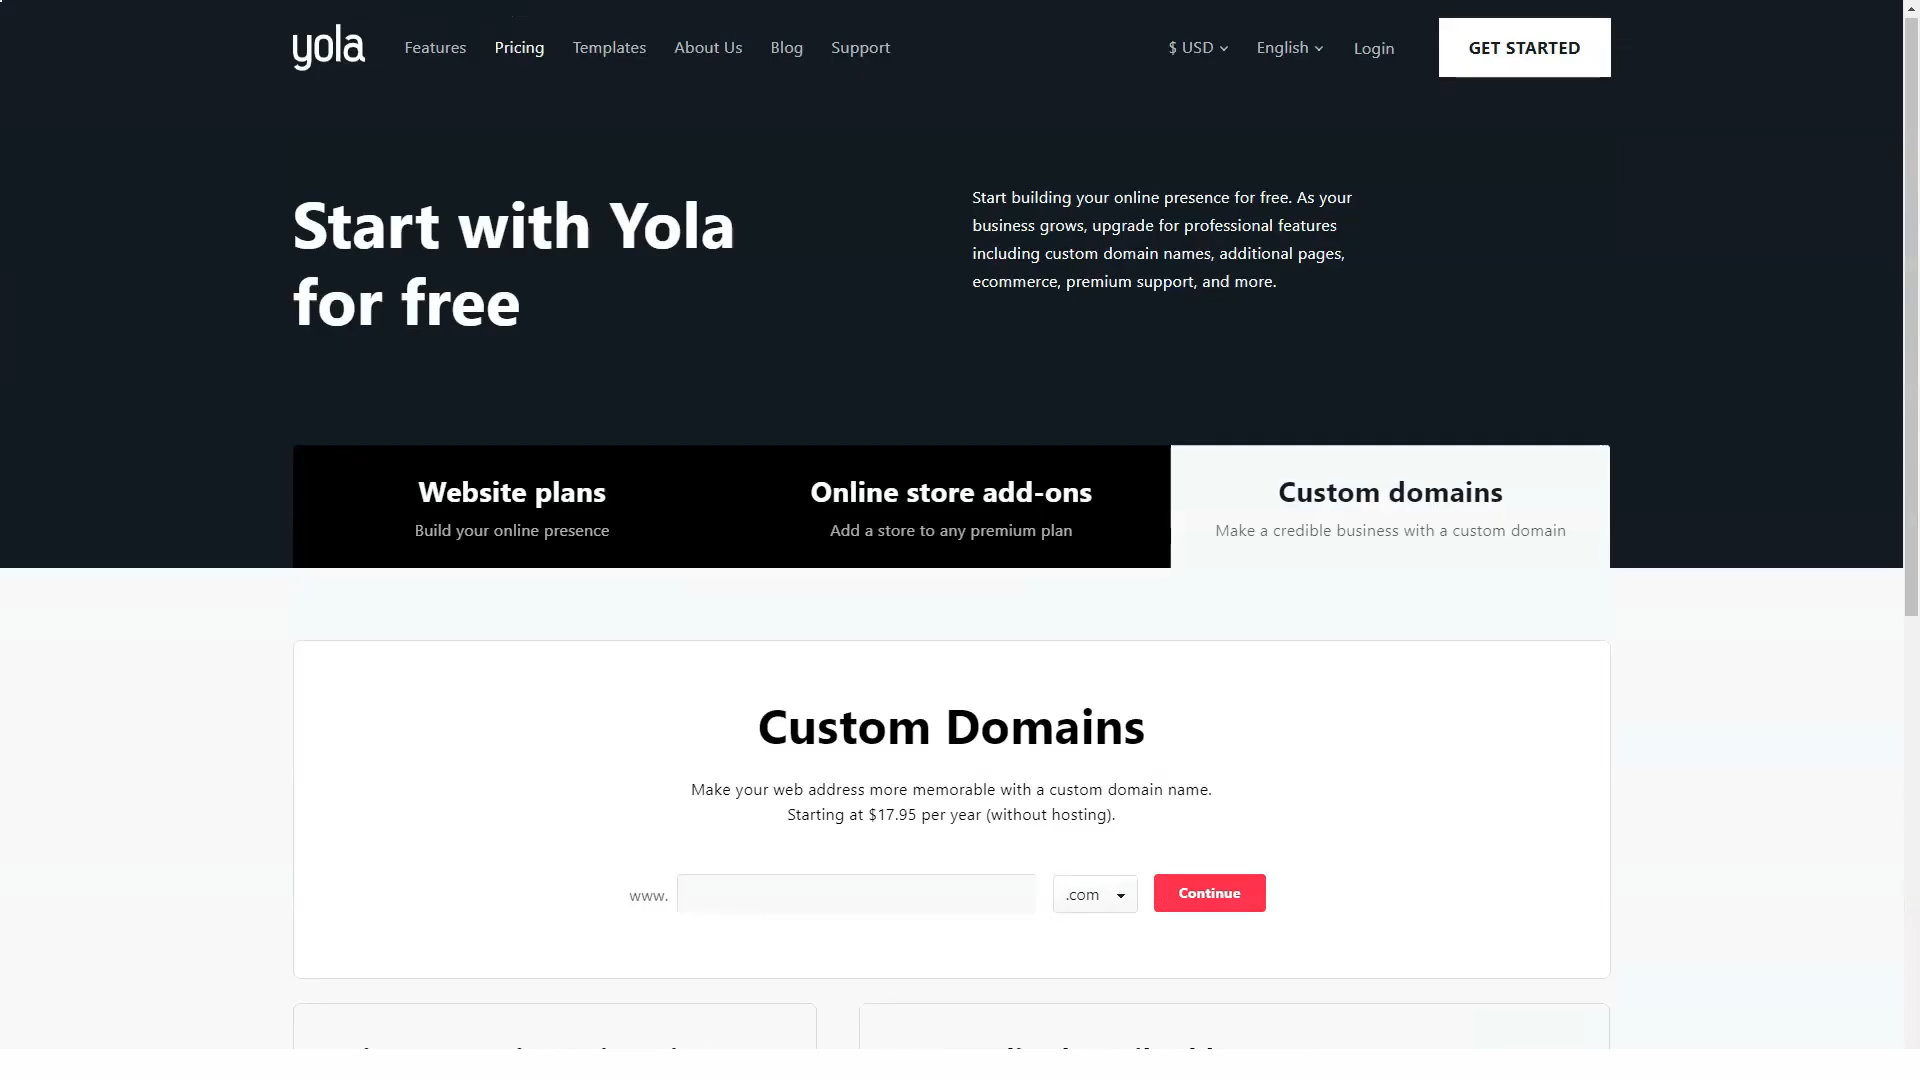 yola
Features
Pricing
Templates
About Us
Blog
Support
$ USD
English
Login
GET STARTED
Start with Yola
for free
Start building your online presence for free. As your
business grows, upgrade for professional features
including custom domain names, additional pages,
ecommerce, premium support, and more.
Website plans
Build your online presence
Online store add-ons
Add a store to any premium plan
Custom domains
Make a credible business with a custom domain
Custom Domains
Make your web address more memorable with a custom domain name.
Starting at $17.95 per year (without hosting).
www.
.com
Continue